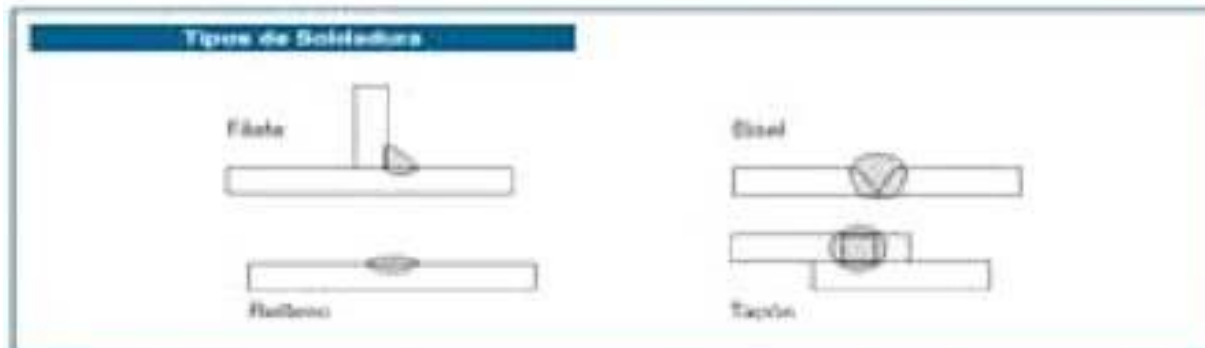 Tipos de Soldadura
Filete
Bisel
Relleno
Tapón